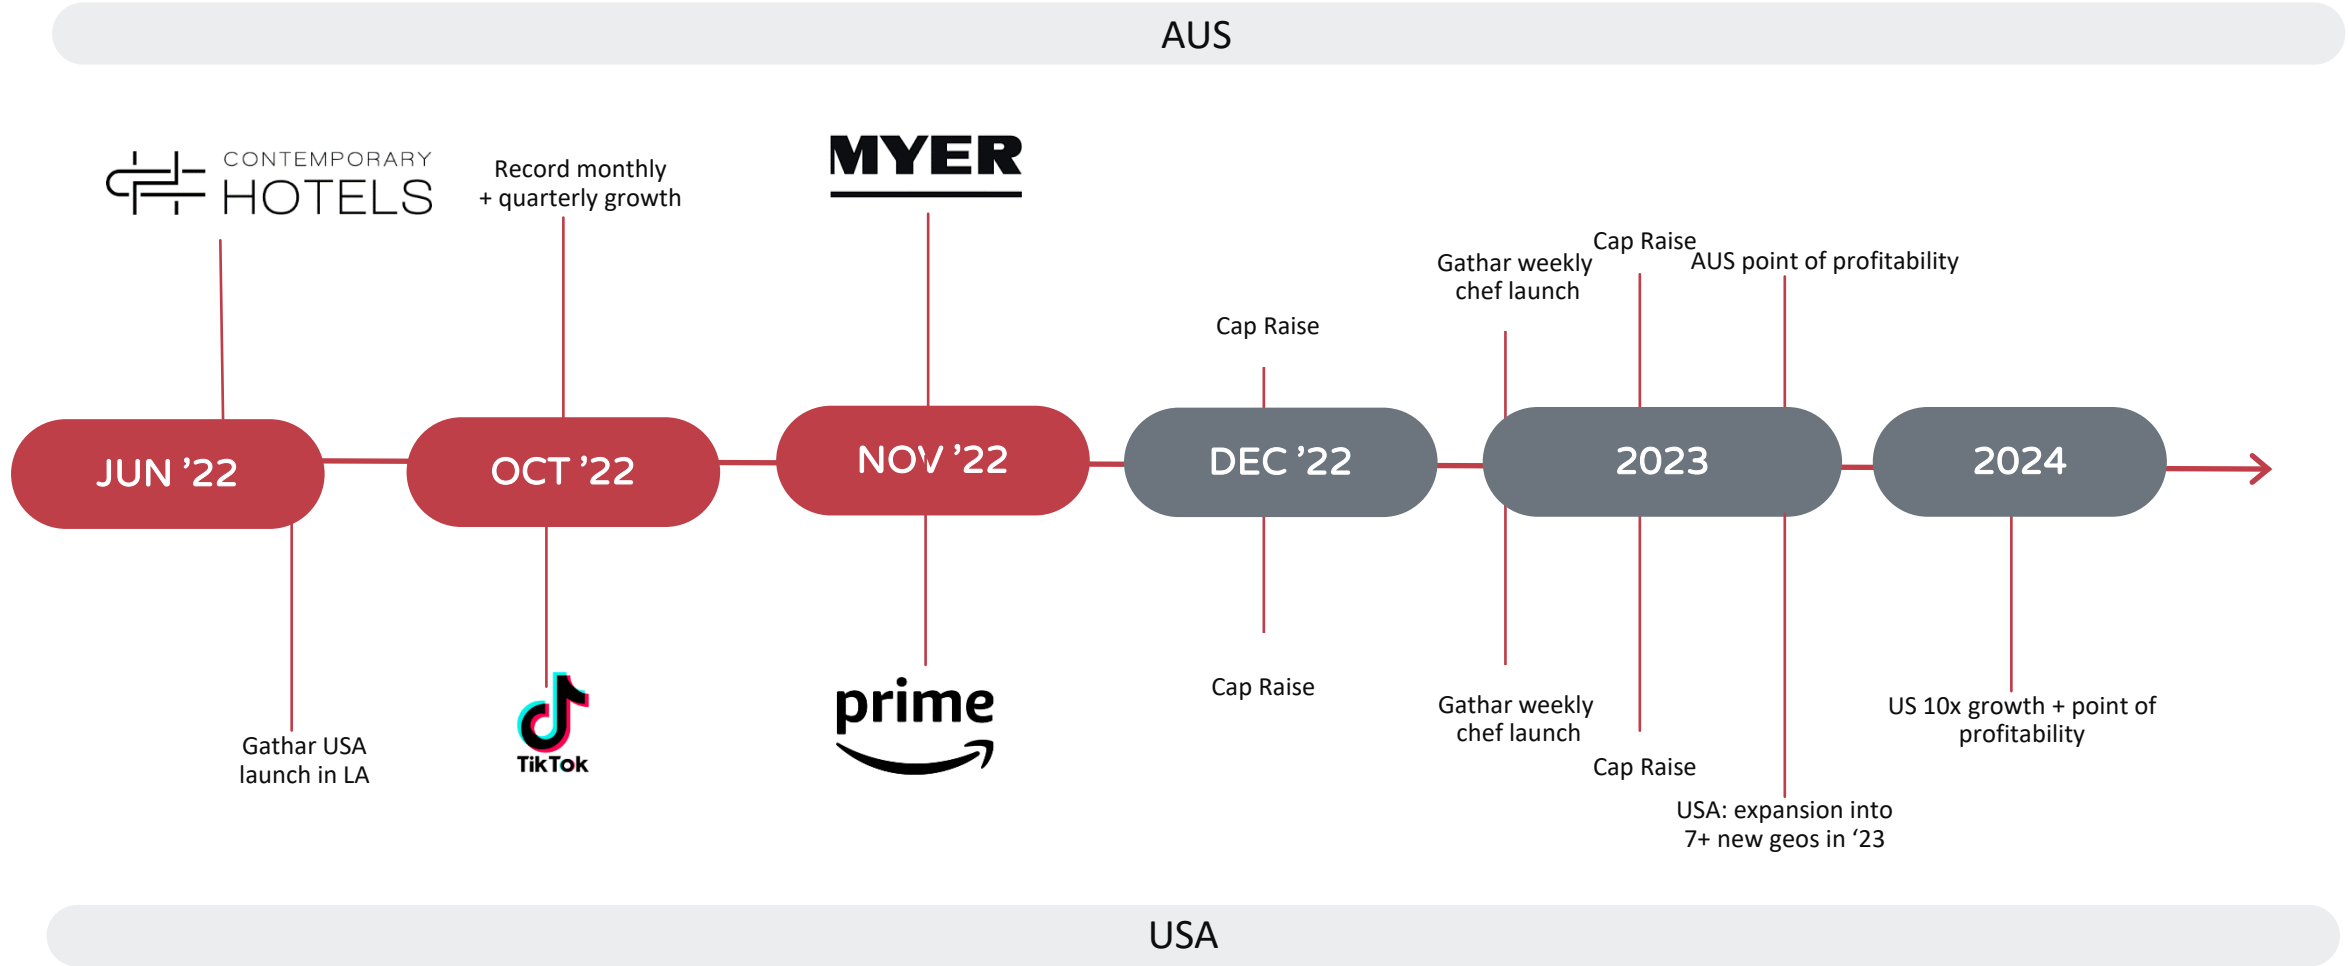 AUS
CONTEMPORARY
HOTELS
Record monthly
+ quarterly growth
MYER
Cap Raise
Gathar weekly
chef launch
Cap Raise
AUS point of profitability
JUN ’22
OCT ’22
NOV ’22
DEC ’22
2023
2024
Gathar USA
launch in LA
TikTok
prime
Cap Raise
Gathar weekly
chef launch
Cap Raise
USA: expansion into
7+ new geos in ‘23
US 10x growth + point of
profitability
USA